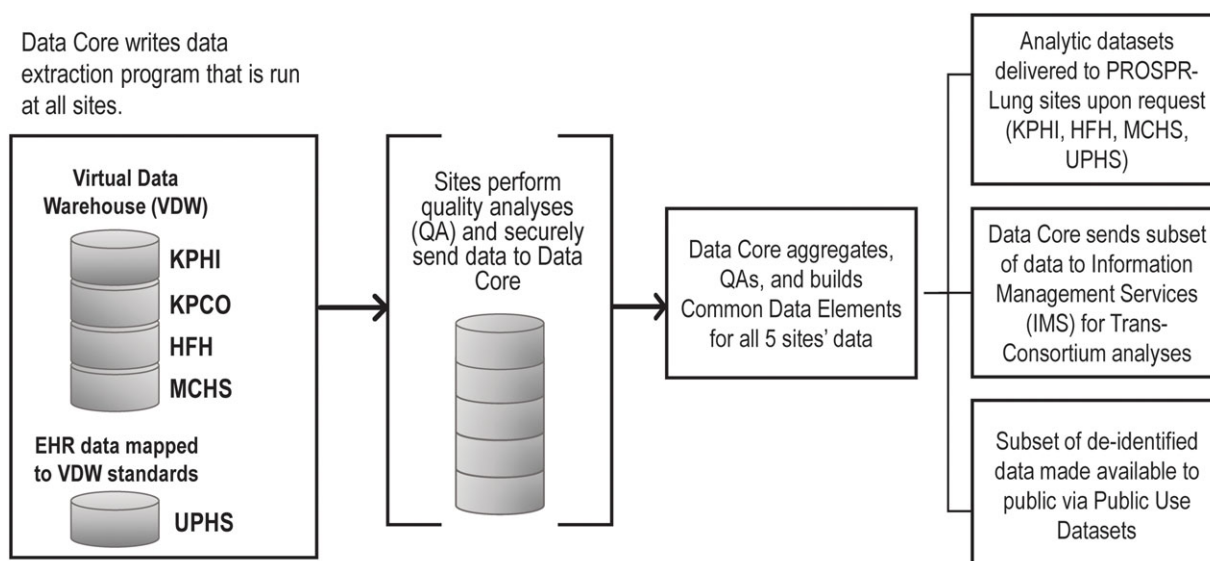 Data Core writes data
extraction program that is run
at all sites.
Virtual Data
Warehouse (VDW)
KPHI
KPCO
HFH
MCHS
EHR data mapped
to VDW standards
UPHS
Sites perform
quality analyses
(QA) and securely
send data to Data
Core
Data Core aggregates,
QAs, and builds
Common Data Elements
for all 5 sites’ data
Analytic datasets
delivered to PROSPR-
Lung sites upon request
(KPHI, HFH, MCHS,
UPHS)
Data Core sends subset
of data to Information
Management Services
(IMS) for Trans-
Consortium analyses
Subset of de-identified
data made available to
public via Public Use
Datasets